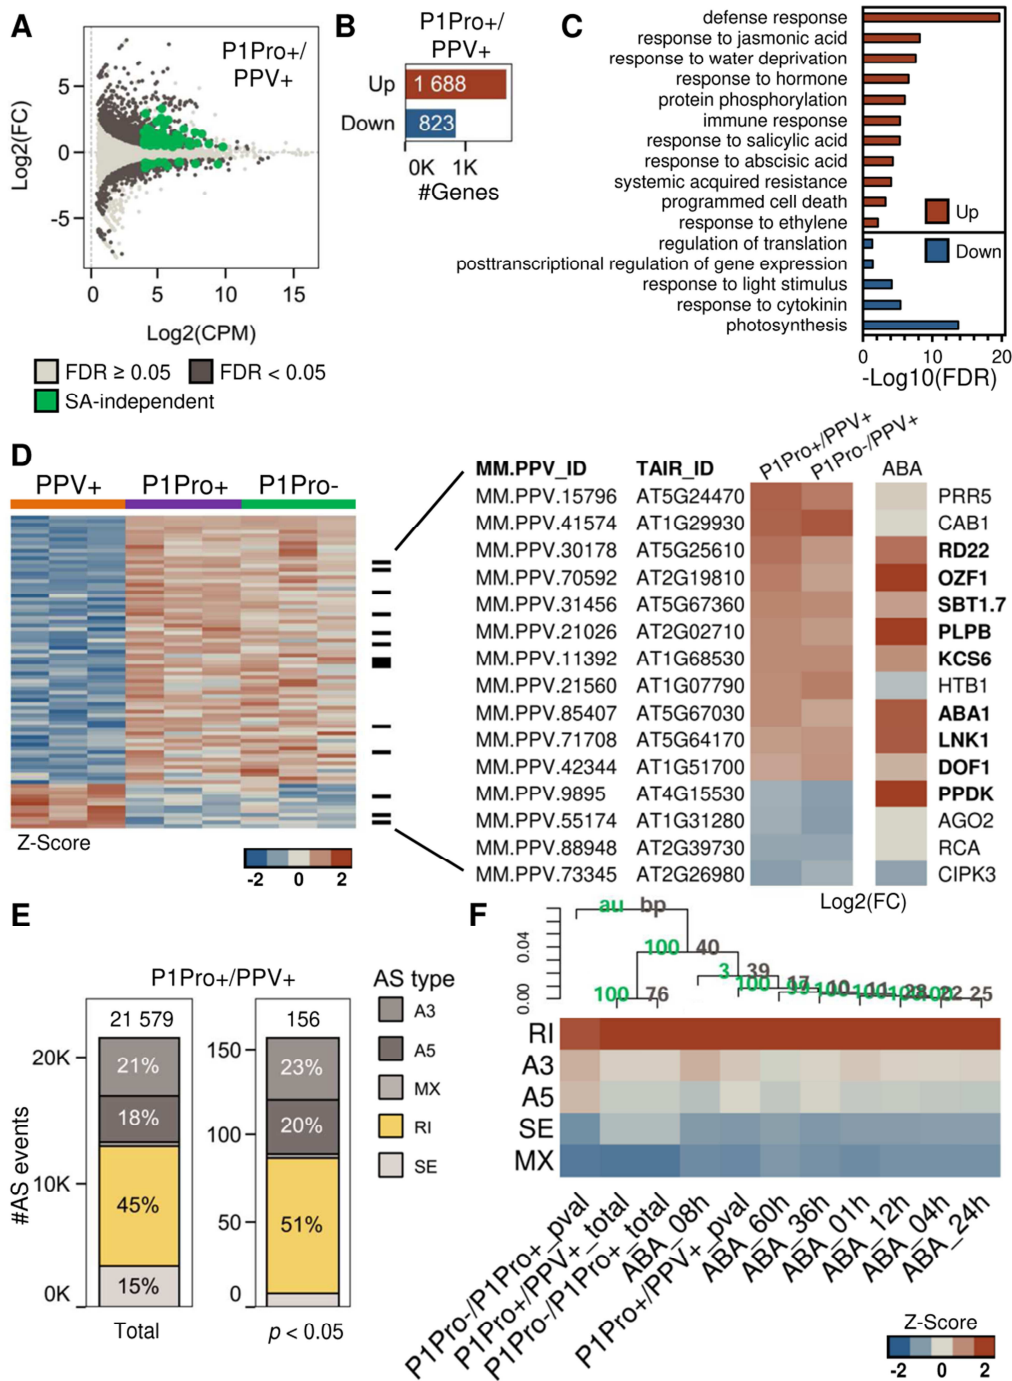 A
P1Pro+/
PPV+
Log2(FC)
5
0
-5
0 5 10 15
Log2(CPM)
FDR ≥ 0.05 FDR < 0.05
SA-independent
B
P1Pro+/
PPV+
Up 1 688
Down 823
0K 1K
#Genes
C
defense response
response to jasmonic acid
response to water deprivation
response to hormone
protein phosphorylation
immune response
response to salicylic acid
response to abscisic acid
systemic acquired resistance
programmed cell death
response to ethylene
regulation of translation
posttranscriptional regulation of gene expression
response to light stimulus
response to cytokinin
photosynthesis
Up
Down
0 10 20
-Log10(FDR)
D
PPV+ P1Pro+ P1Pro-
Z-Score
-2 0 2
MM.PPV_ID TAIR_ID P1Pro+/PPV+ P1Pro-/PPV+ ABA
MM.PPV.15796 AT5G24470 PRR5
MM.PPV.41574 AT1G29930 CAB1
MM.PPV.30178 AT5G25610 RD22
MM.PPV.70592 AT2G19810 OZF1
MM.PPV.31456 AT5G67360 SBT1.7
MM.PPV.21026 AT2G02710 PLPB
MM.PPV.11392 AT1G68530 KCS6
MM.PPV.21560 AT1G07790 HTB1
MM.PPV.85407 AT5G67030 ABA1
MM.PPV.71708 AT5G64170 LNK1
MM.PPV.42344 AT1G51700 DOF1
MM.PPV.9895 AT4G15530 PPDK
MM.PPV.55174 AT1G31280 AGO2
MM.PPV.88948 AT2G39730 RCA
MM.PPV.73345 AT2G26980 CIPK3
Log2(FC)
E
P1Pro+/PPV+
#AS events
20K
10K
0K
21 579
21%
18%
45%
15%
Total
150
100
50
0
156
23%
20%
51%
p < 0.05
AS type
A3
A5
MX
RI
SE
F
0.04
0.00
au bp
100 40
3 39
100 76
100 17
99 10
100 11
22 25
RI
A3
A5
SE
MX
P1Pro-/P1Pro+_pval
P1Pro+/PPV+_total
P1Pro-/P1Pro+_total
ABA_08h
P1Pro+/PPV+_pval
ABA_60h
ABA_36h
ABA_01h
ABA_12h
ABA_04h
ABA_24h
Z-Score
-2 0 2